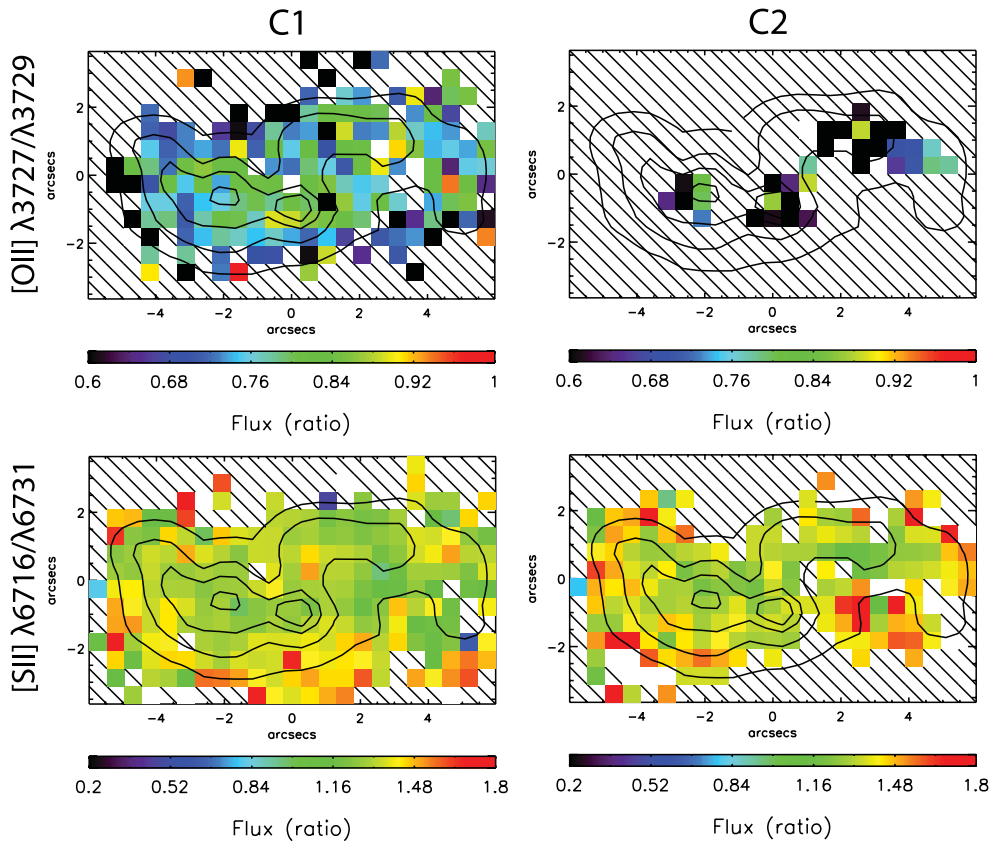 C1
C2
[OII] λ3727/λ3729
2
0
−2
arcsecs
−4 −2 0 2 4
arcsecs
0.6 0.68 0.76 0.84 0.92 1
Flux (ratio)
2
0
−2
arcsecs
−4 −2 0 2 4
arcsecs
0.6 0.68 0.76 0.84 0.92 1
Flux (ratio)
[SII] λ6716/λ6731
2
0
−2
arcsecs
−4 −2 0 2 4
arcsecs
0.2 0.52 0.84 1.16 1.48 1.8
Flux (ratio)
2
0
−2
arcsecs
−4 −2 0 2 4
arcsecs
0.2 0.52 0.84 1.16 1.48 1.8
Flux (ratio)